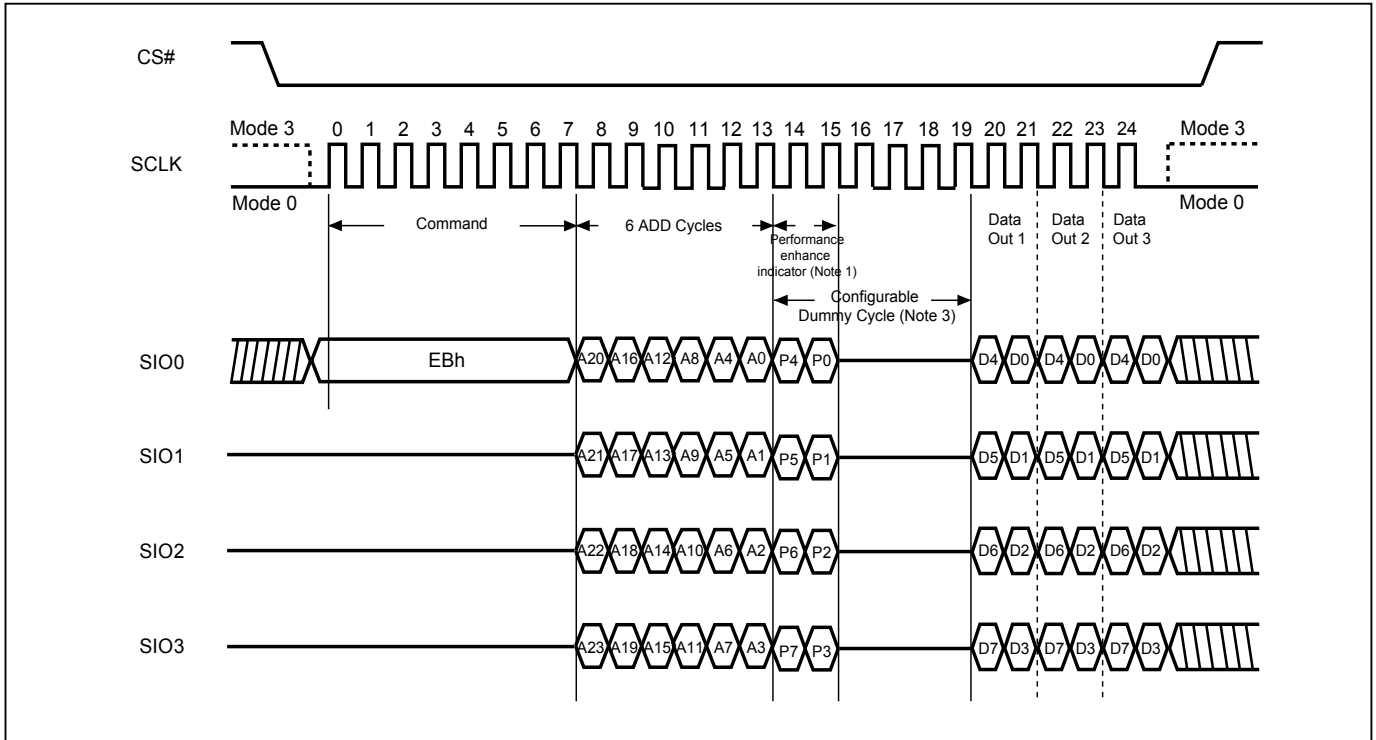 CS#
Mode 3 0 1 2 3 4 5 6 7 8 9 10 11 12 13 14 15 16 17 18 19 20 21 22 23 24 Mode 3
SCLK
Mode 0 Mode 0
Command 6 ADD Cycles Performance enhance indicator (Note 1) Data Out 1 Data Out 2 Data Out 3
Configurable
Dummy Cycle (Note 3)
SIO0 EBh A20 A16 A12 A8 A4 A0 P4 P0 D4 D0 D4 D0 D4 D0
SIO1 A21 A17 A13 A9 A5 A1 P5 P1 D5 D1 D5 D1 D5 D1
SIO2 A22 A18 A14 A10 A6 A2 P6 P2 D6 D2 D6 D2 D6 D2
SIO3 A23 A19 A15 A11 A7 A3 P7 P3 D7 D3 D7 D3 D7 D3